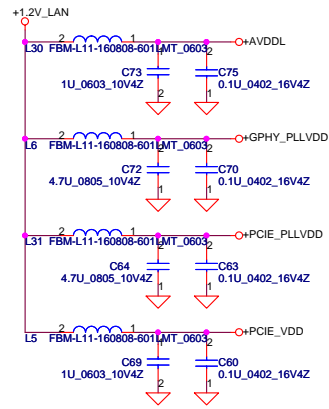 +1.2V_LAN
2 1 +AVDDL
L30 FBM-L11-160808-601LMT_0603
C73 C75
1U_0603_10V4Z 0.1U_0402_16V4Z
2 1 +GPHY_PLLVDD
L6 FBM-L11-160808-601LMT_0603
C72 C70
4.7U_0805_10V4Z 0.1U_0402_16V4Z
2 1 +PCIE_PLLVDD
L31 FBM-L11-160808-601LMT_0603
C64 C63
4.7U_0805_10V4Z 0.1U_0402_16V4Z
2 1 +PCIE_VDD
L5 FBM-L11-160808-601LMT_0603
C69 C60
1U_0603_10V4Z 0.1U_0402_16V4Z